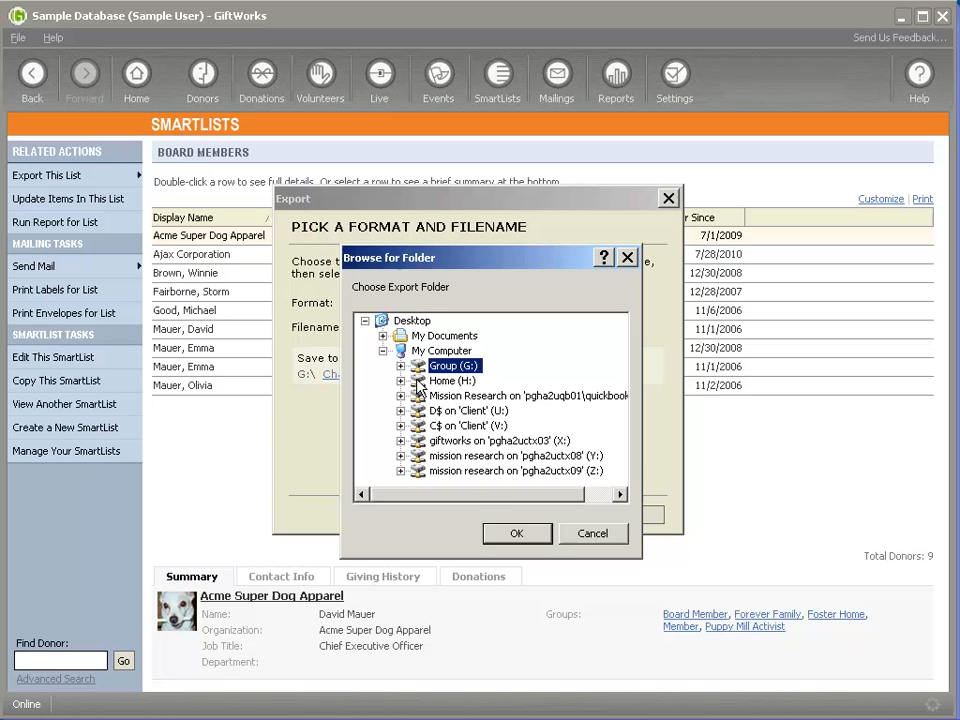 Sample Database (Sample User) - GiftWorks
File Help Send Us Feedback...
Back Forward Home Donors Donations Volunteers Live Events SmartLists Mailings Reports Settings Help
SMARTLISTS
RELATED ACTIONS
Export This List
Update Items In This List
Run Report for List
MAILING TASKS
Send Mail
Print Labels for List
Print Envelopes for List
SMARTLIST TASKS
Edit This SmartList
Copy This SmartList
View Another SmartList
Create a New SmartList
Manage Your SmartLists
Find Donor:
Go
Advanced Search
BOARD MEMBERS
Double-click a row to see full details. Or select a row to see a brief summary at the bottom.
Customize | Print
Display Name / r Since
Acme Super Dog Apparel 7/1/2009
Ajax Corporation 7/28/2010
Brown, Winnie 12/30/2008
Fairborne, Storm 12/28/2007
Good, Michael 11/6/2006
Mauer, David 11/1/2006
Mauer, Emma 12/30/2008
Mauer, Emma 11/6/2006
Mauer, Olivia 11/2/2006
Export
PICK A FORMAT AND FILENAME
Choose t
then sele
Format:
Filename
Save to
G:\ Ch
Browse for Folder
Choose Export Folder
Desktop
My Documents
My Computer
Group (G:)
Home (H:)
Mission Research on 'pgha2uqb01\quickbook
D$ on 'Client' (U:)
C$ on 'Client' (V:)
giftworks on 'pgha2uctx03' (X:)
mission research on 'pgha2uctx08' (Y:)
mission research on 'pgha2uctx09' (Z:)
OK Cancel
Total Donors: 9
Summary Contact Info Giving History Donations
Acme Super Dog Apparel
Name: David Mauer
Organization: Acme Super Dog Apparel
Job Title: Chief Executive Officer
Department:
Groups: Board Member, Forever Family, Foster Home,
Member, Puppy Mill Activist
Online